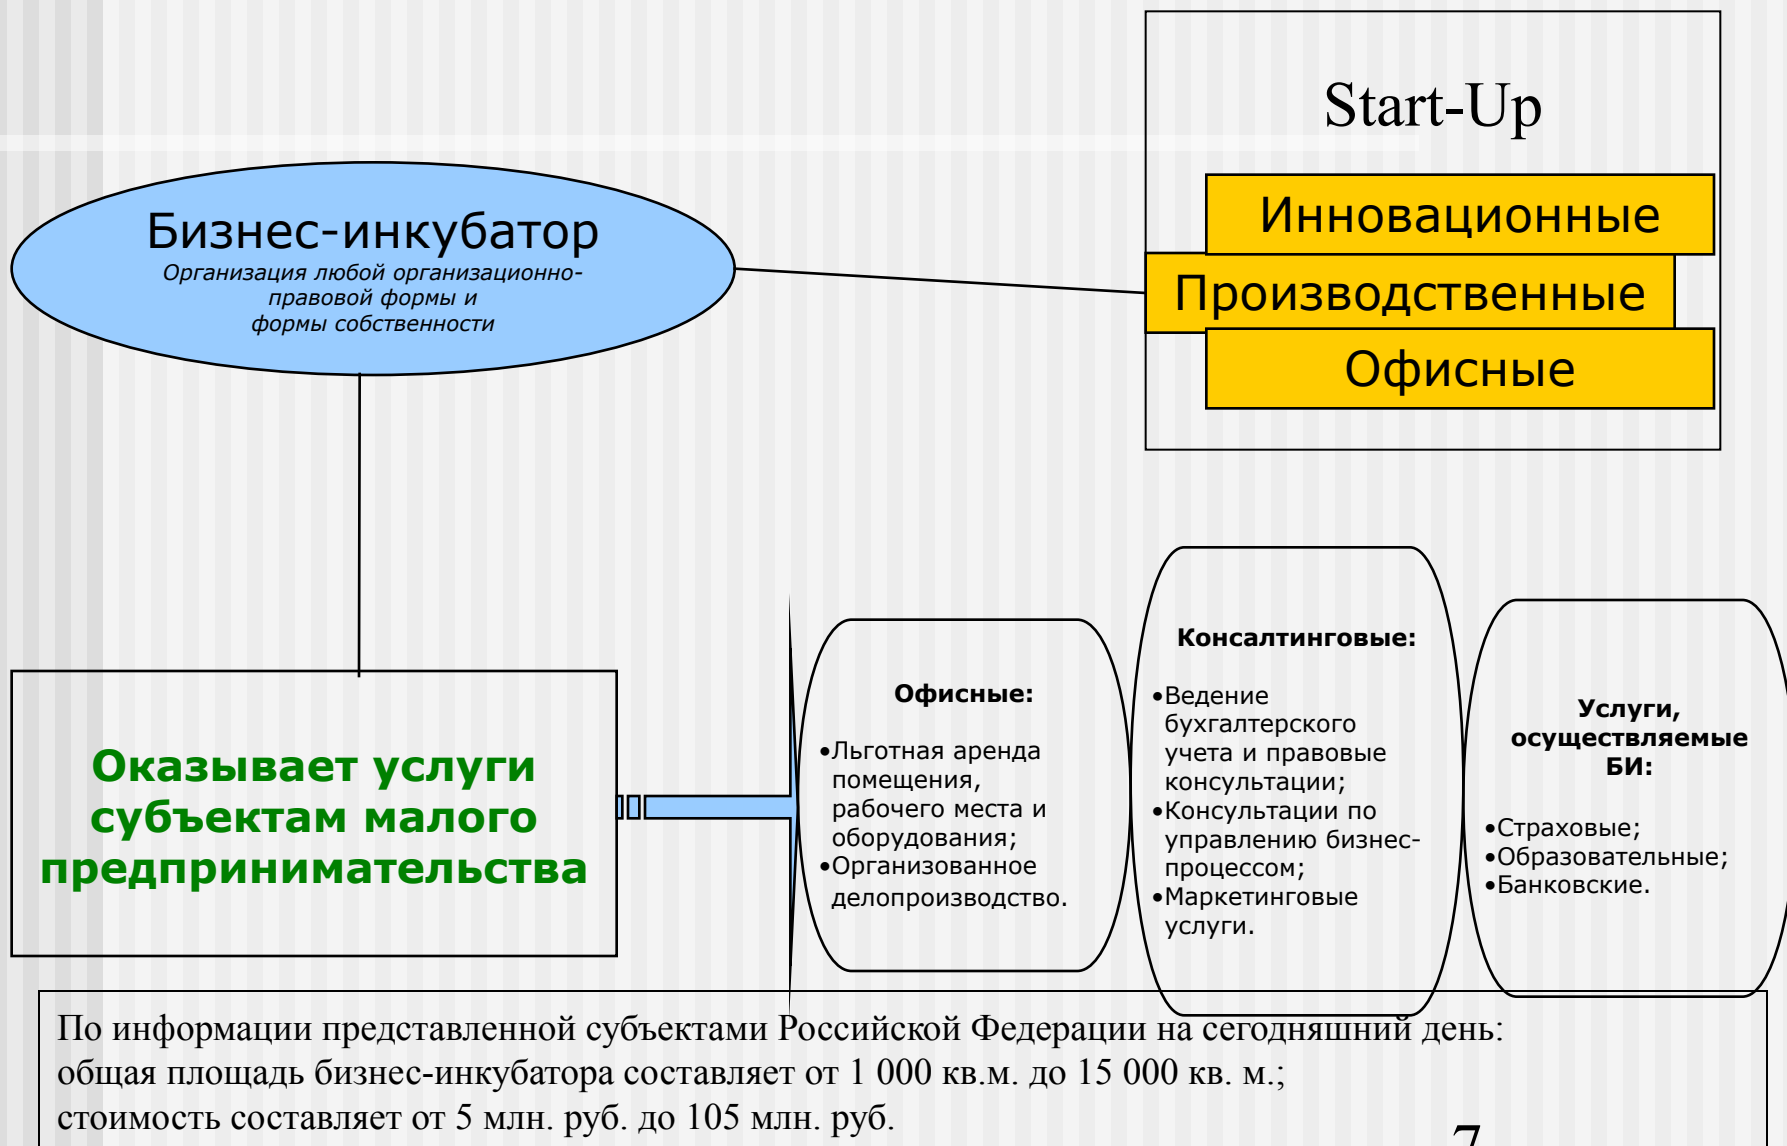 Start-Up
Инновационные
Производственные
Офисные
Бизнес-инкубатор
Организация любой организационно-
правовой формы и
формы собственности
Оказывает услуги
субъектам малого
предпринимательства
Офисные:
•Льготная аренда
помещения,
рабочего места и
оборудования;
•Организованное
делопроизводство.
Консалтинговые:
•Ведение
бухгалтерского
учета и правовые
консультации;
•Консультации по
управлению бизнес-
процессом;
•Маркетинговые
услуги.
Услуги,
осуществляемые
БИ:
•Страховые;
•Образовательные;
•Банковские.
По информации представленной субъектами Российской Федерации на сегодняшний день:
общая площадь бизнес-инкубатора составляет от 1 000 кв.м. до 15 000 кв. м.;
стоимость составляет от 5 млн. руб. до 105 млн. руб.
7